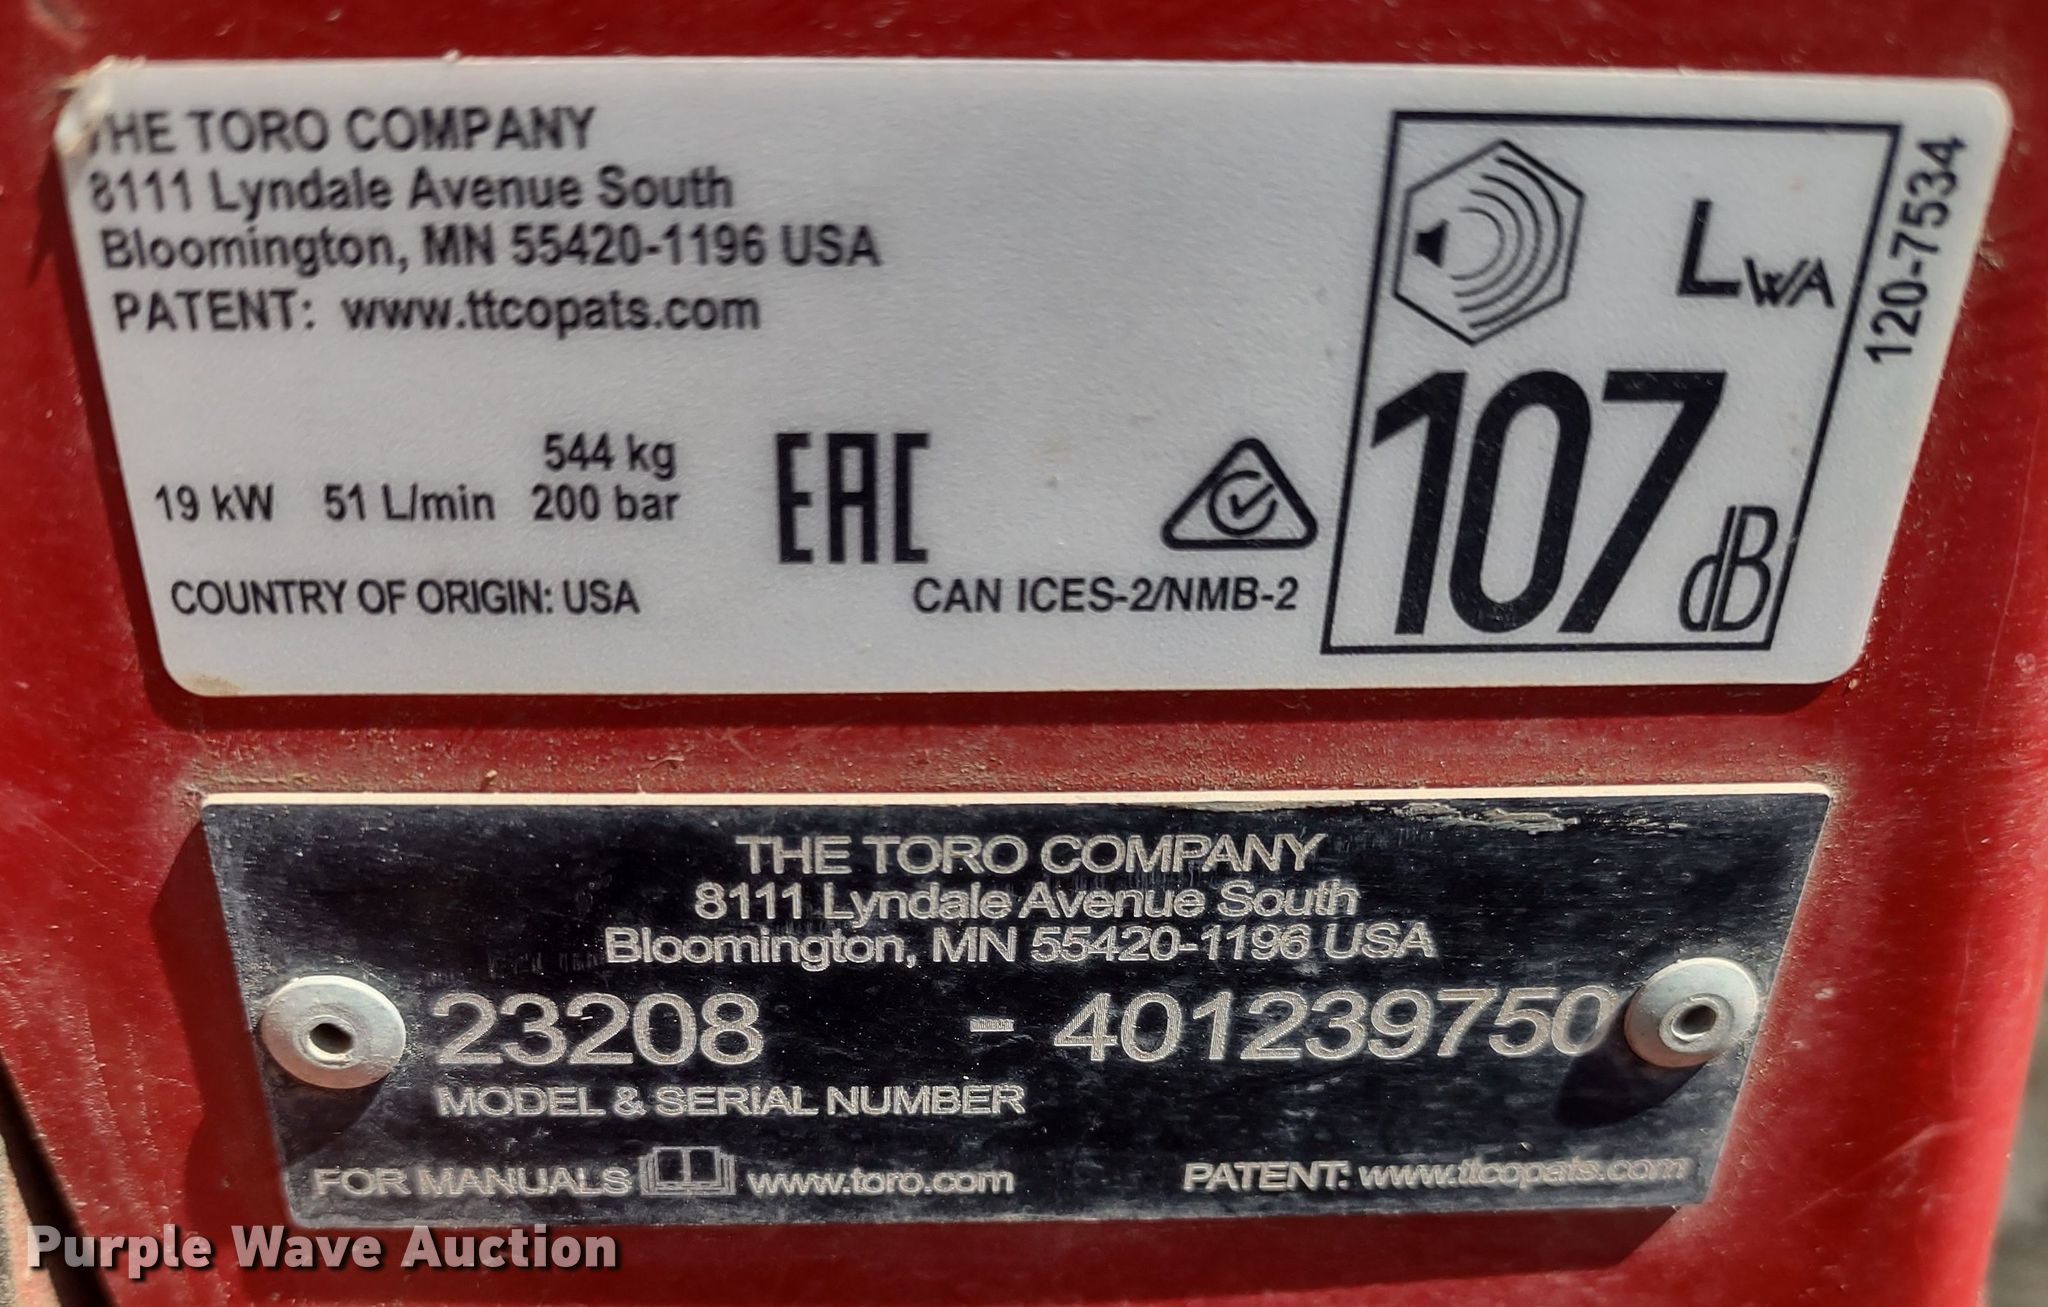 THE TORO COMPANY
8111 Lyndale Avenue South
Bloomington, MN 55420-1196 USA
PATENT: www.ttcopats.com
544 kg
19 kW 51 L/min 200 bar
COUNTRY OF ORIGIN: USA
EAC
CAN ICES-2/NMB-2
LWA
107 dB
120-7534
THE TORO COMPANY
8111 Lyndale Avenue South
Bloomington, MN 55420-1196 USA
23208 - 401239750
MODEL & SERIAL NUMBER
FOR MANUALS www.toro.com
PATENT: www.ttcopats.com
Purple Wave Auction